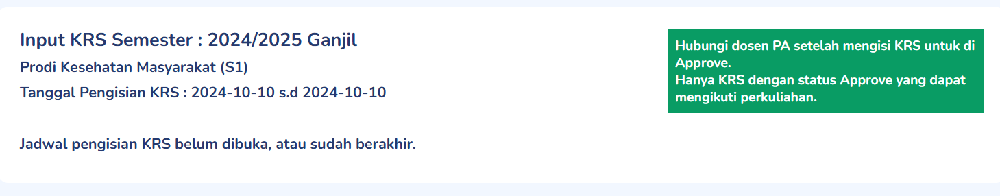 Input KRS Semester : 2024/2025 Ganjil
Prodi Kesehatan Masyarakat (S1)
Tanggal Pengisian KRS : 2024-10-10 s.d 2024-10-10
Jadwal pengisian KRS belum dibuka, atau sudah berakhir.
Hubungi dosen PA setelah mengisi KRS untuk di
Approve.
Hanya KRS dengan status Approve yang dapat
mengikuti perkuliahan.